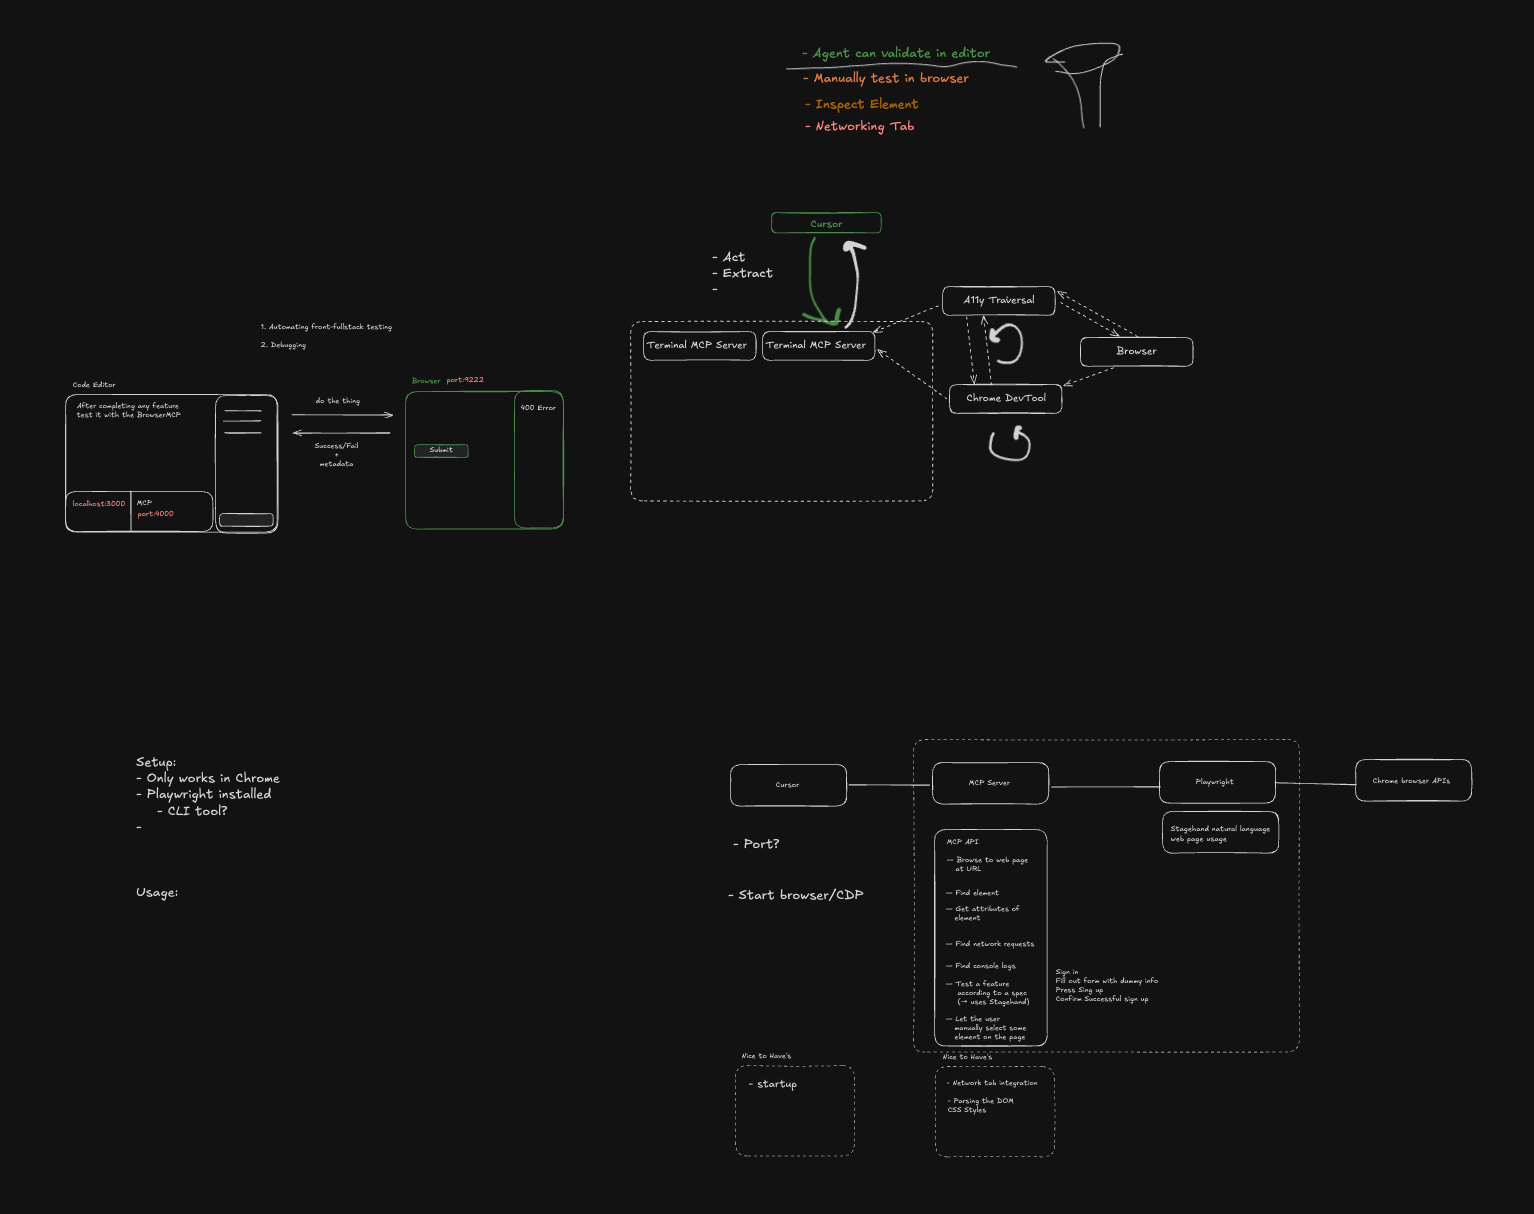 - Agent can validate in editor
- Manually test in browser
- Inspect Element
- Networking Tab
Cursor
- Act
- Extract
-
A11y Traversal
Terminal MCP Server
Terminal MCP Server
Browser
Chrome DevTool
1. Automating front-fullstack testing
2. Debugging
Code Editor
After completing any feature
test it with the BrowserMCP
localhost:3000
MCP
port:4000
do the thing
Success/Fail
+
metadata
Browser port:9222
400 Error
Submit
Setup:
- Only works in Chrome
- Playwright installed
- CLI tool?
-
Usage:
Cursor
MCP Server
Playwright
Chrome browser APIs
Stagehand natural language
web page usage
- Port?
- Start browser/CDP
MCP API
— Browse to web page
at URL
— Find element
— Get attributes of
element
— Find network requests
— Find console logs
— Test a feature
according to a spec
(→ uses Stagehand)
— Let the user
manually select some
element on the page
Sign in
Fill out form with dummy info
Press Sing up
Confirm Successful sign up
Nice to Have's
- startup
Nice to Have's
- Network tab integration
- Parsing the DOM
CSS Styles